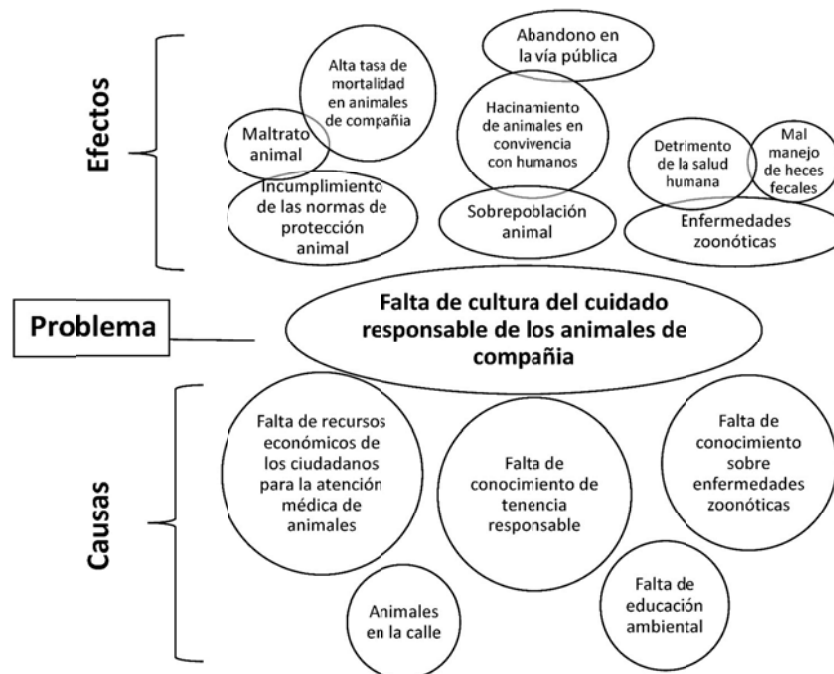 Efectos
Alta tasa de
mortalidad
en animales
de compañia
Maltrato
animal
Incumplimiento
de las normas de
protección
animal
Abandono en
la vía pública
Hacinamiento
de animales en
convivencia
con humanos
Sobrepoblación
animal
Detrimento
de la salud
humana
Mal
manejo
de heces
fecales
Enfermedades
zoonóticas
Problema
Falta de cultura del cuidado
responsable de los animales de
compañia
Causas
Falta de recursos
económicos de
los ciudadanos
para la atención
médica de
animales
Falta de
conocimiento de
tenencia
responsable
Falta de
conocimiento
sobre
enfermedades
zoonóticas
Animales
en la calle
Falta de
educación
ambiental